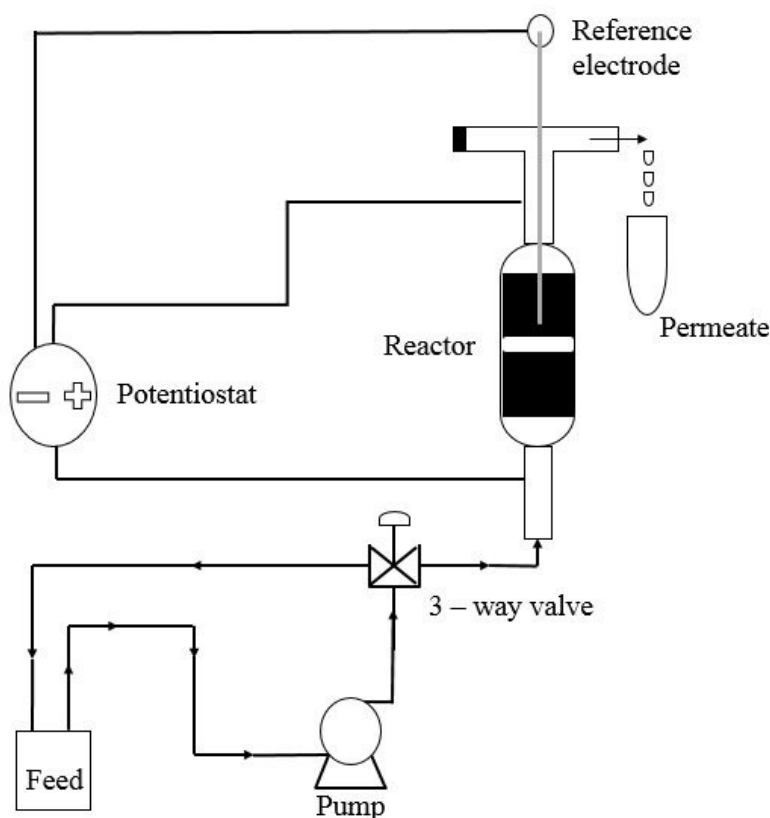 Reference
electrode
Permeate
Reactor
Potentiostat
3 – way valve
Feed
Pump